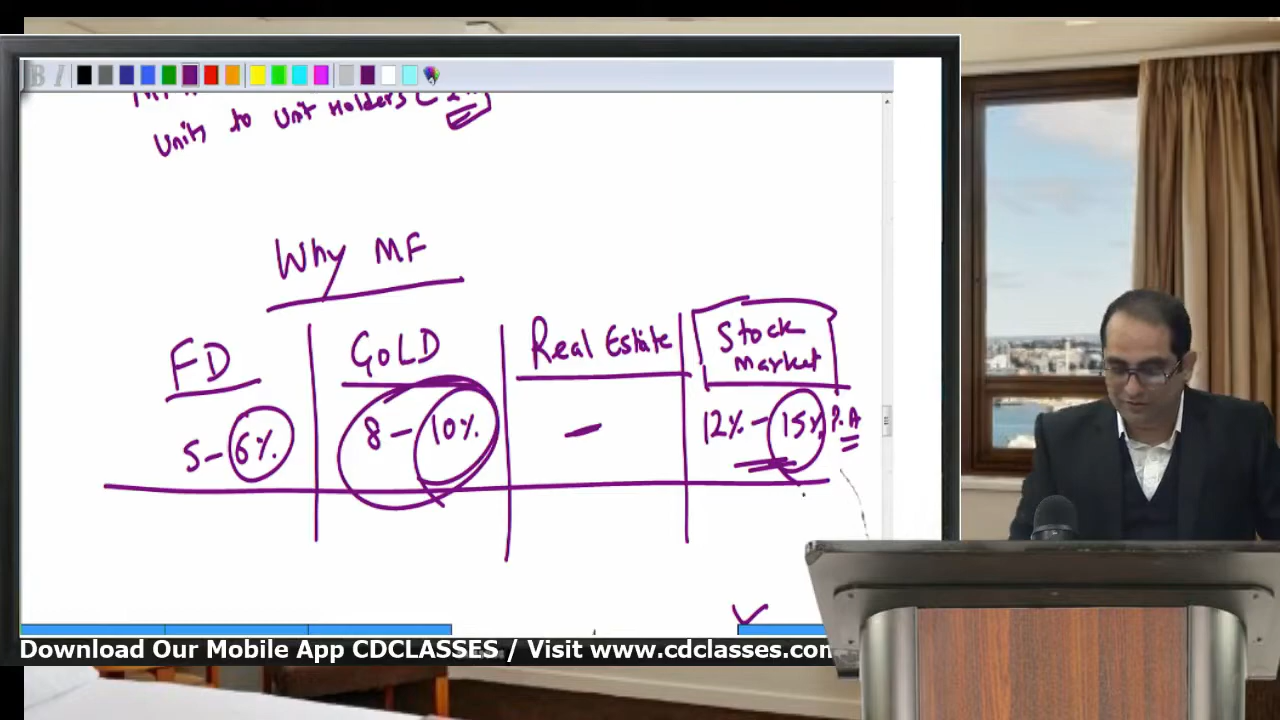 B I
Units to Unit Holders
Why MF
FD GOLD Real Estate Stock Market
5-6% 8-10% - 12%-15% P.A
Download Our Mobile App CDCLASSES / Visit www.cdclasses.com